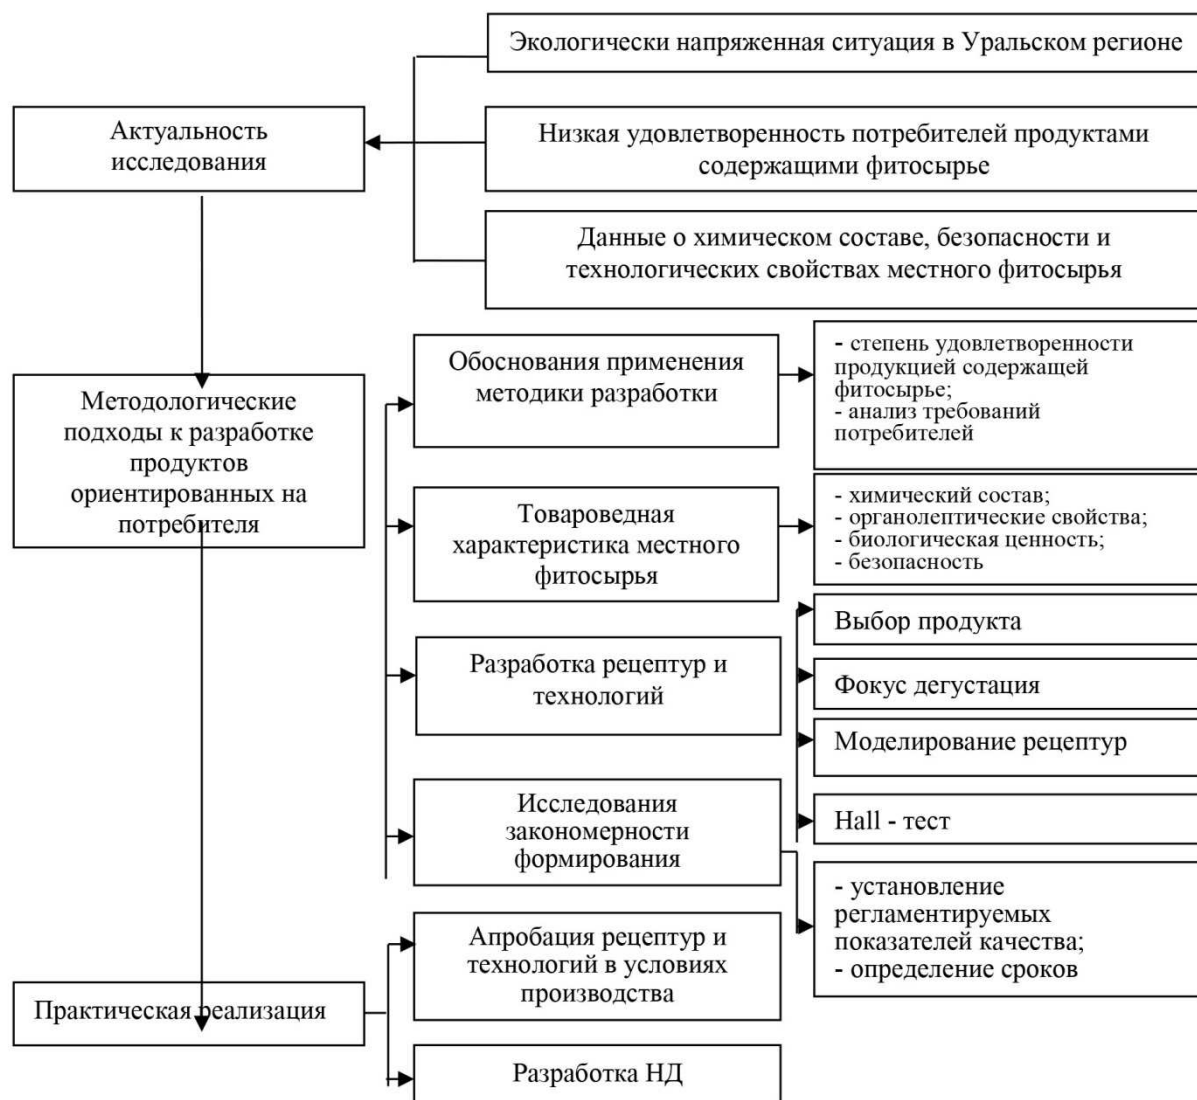 Экологически напряженная ситуация в Уральском регионе
Актуальность
исследования
Низкая удовлетворенность потребителей продуктами
содержащими фитосырье
Данные о химическом составе, безопасности и
технологических свойствах местного фитосырья
Методологические
подходы к разработке
продуктов
ориентированных на
потребителя
Обоснования применения
методики разработки
- степень удовлетворенности
продукцией содержащей
фитосырье;
- анализ требований
потребителей
Товароведная
характеристика местного
фитосырья
- химический состав;
- органолептические свойства;
- биологическая ценность;
- безопасность
Разработка рецептур и
технологий
Выбор продукта
Фокус дегустация
Моделирование рецептур
Hall - тест
Исследования
закономерности
формирования
- установление
регламентируемых
показателей качества;
- определение сроков
Практическая реализация
Апробация рецептур и
технологий в условиях
производства
Разработка НД